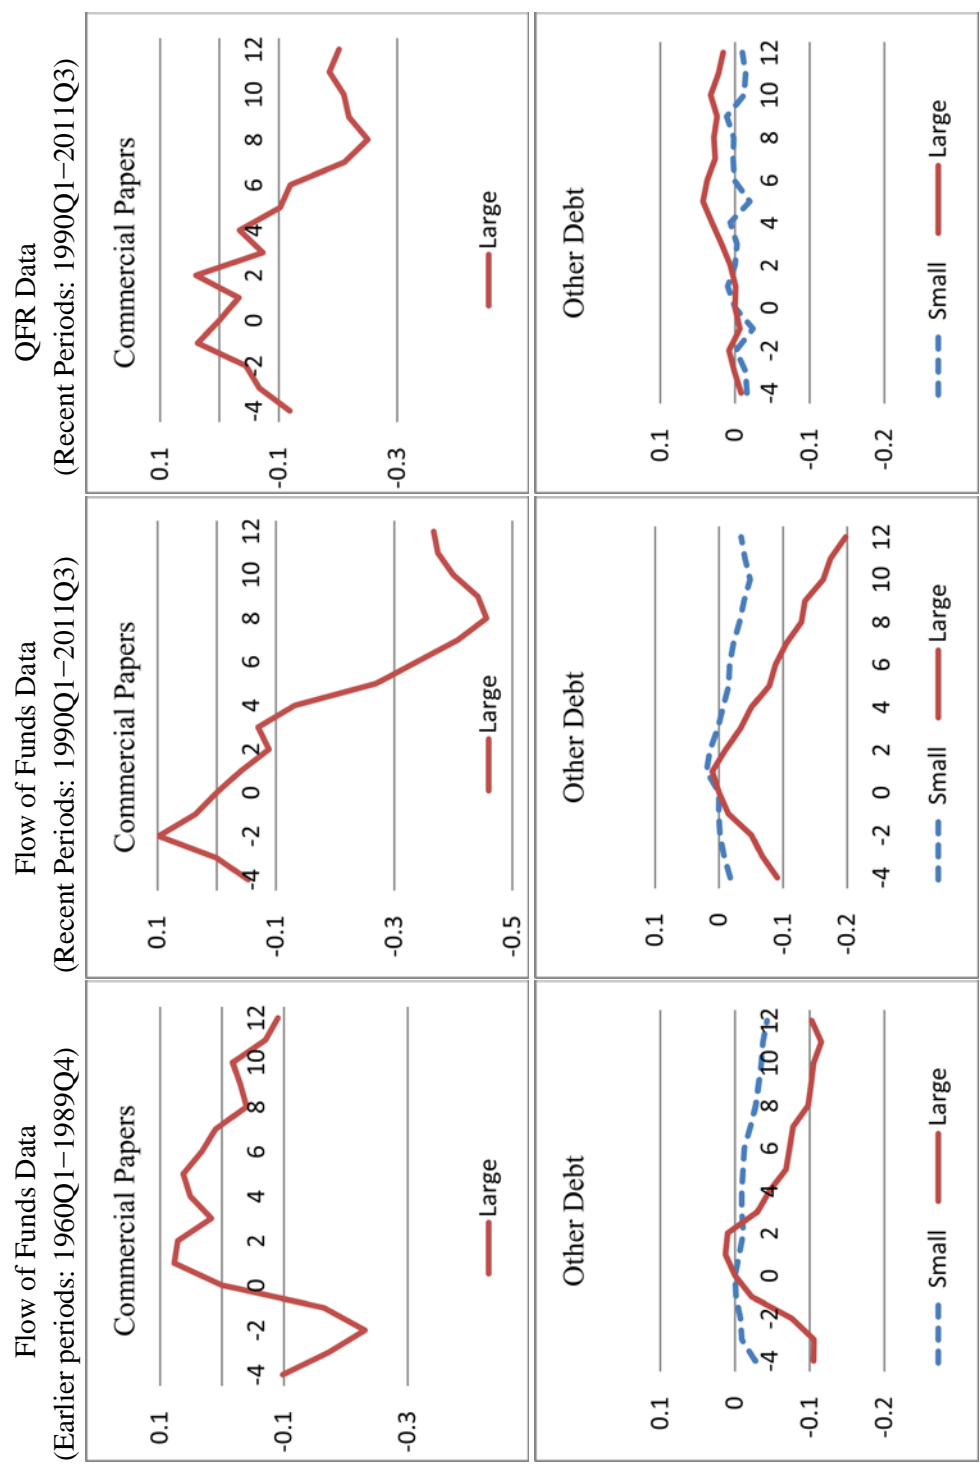 Flow of Funds Data
(Earlier periods: 1960Q1–1989Q4)
Commercial Papers
0.1
-0.1
-0.3
-4 -2 0 2 4 6 8 10 12
Large
Other Debt
0.1
0
-0.1
-0.2
-4 -2 0 2 4 6 8 10 12
Small Large
Flow of Funds Data
(Recent Periods: 1990Q1–2011Q3)
Commercial Papers
0.1
-0.1
-0.3
-0.5
-4 -2 0 2 4 6 8 10 12
Large
Other Debt
0.1
0
-0.1
-0.2
-4 -2 0 2 4 6 8 10 12
Small Large
QFR Data
(Recent Periods: 1990Q1–2011Q3)
Commercial Papers
0.1
-0.1
-0.3
-4 -2 0 2 4 6 8 10 12
Large
Other Debt
0.1
0
-0.1
-0.2
-4 -2 0 2 4 6 8 10 12
Small Large